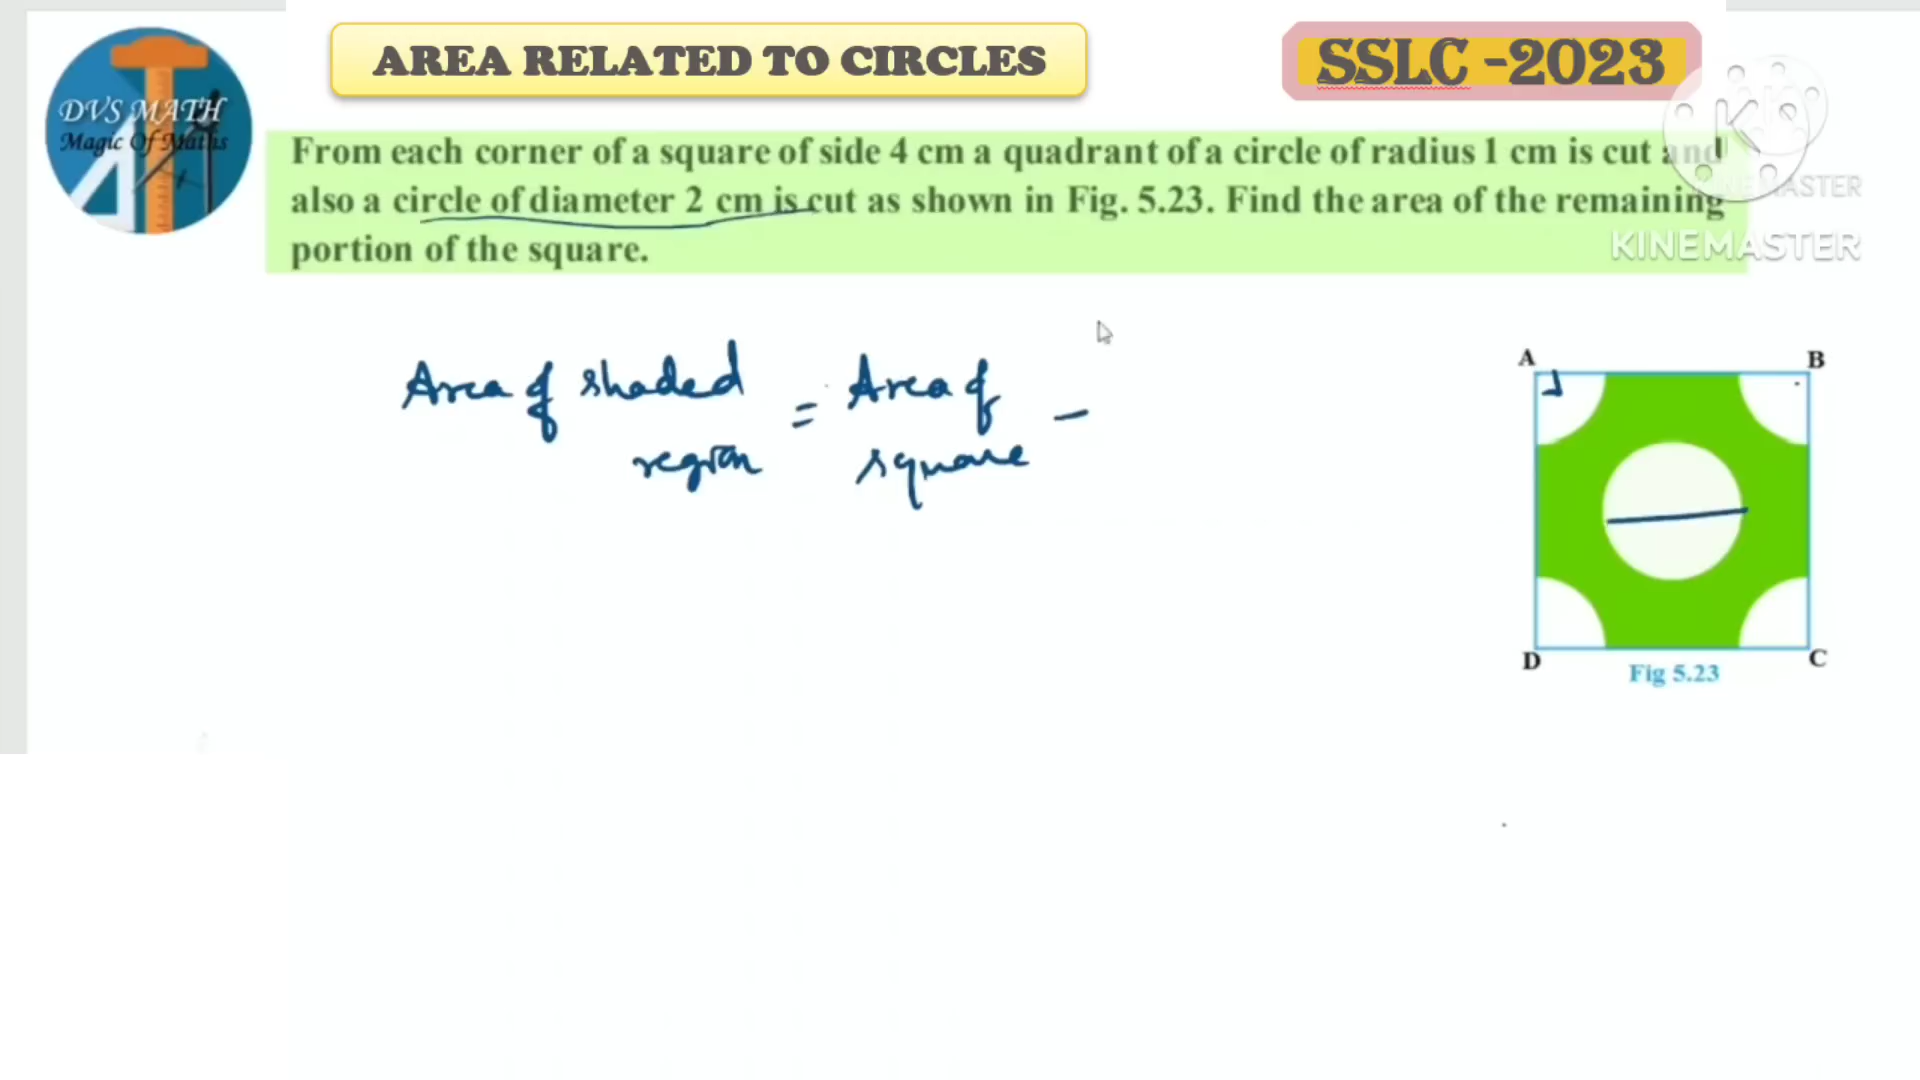 AREA RELATED TO CIRCLES
SSLC -2023
DVS MATH
Magic Of Maths
From each corner of a square of side 4 cm a quadrant of a circle of radius 1 cm is cut and
also a circle of diameter 2 cm is cut as shown in Fig. 5.23. Find the area of the remaining
portion of the square.
KINEMASTER
KINEMASTER
Area of shaded = Area of −
region square
A
B
D
C
Fig 5.23